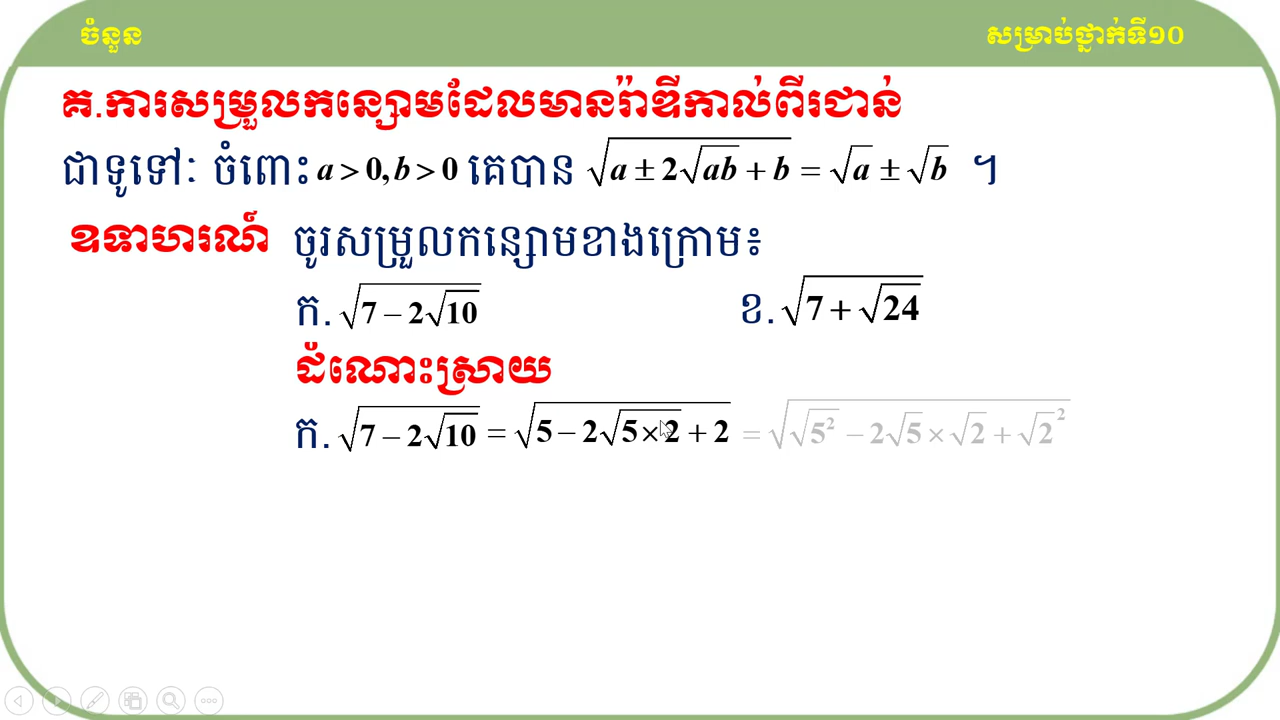 ចំនួន
សម្រាប់ថ្នាក់ទី១០
គ.ការសម្រួលកន្សោមដែលមានរ៉ាឌីកាល់ពីរជាន់
ជាទូទៅៈ ចំពោះ a > 0, b > 0 គេបាន √(a ± 2√(ab) + b) = √a ± √b ។
ឧទាហរណ៍ ចូរសម្រួលកន្សោមខាងក្រោម៖
ក. √(7 − 2√10) ខ. √(7 + √24)
ដំណោះស្រាយ
ក. √(7 − 2√10) = √(5 − 2√(5×2) + 2) = √(√5² − 2√5 × √2 + √2²)